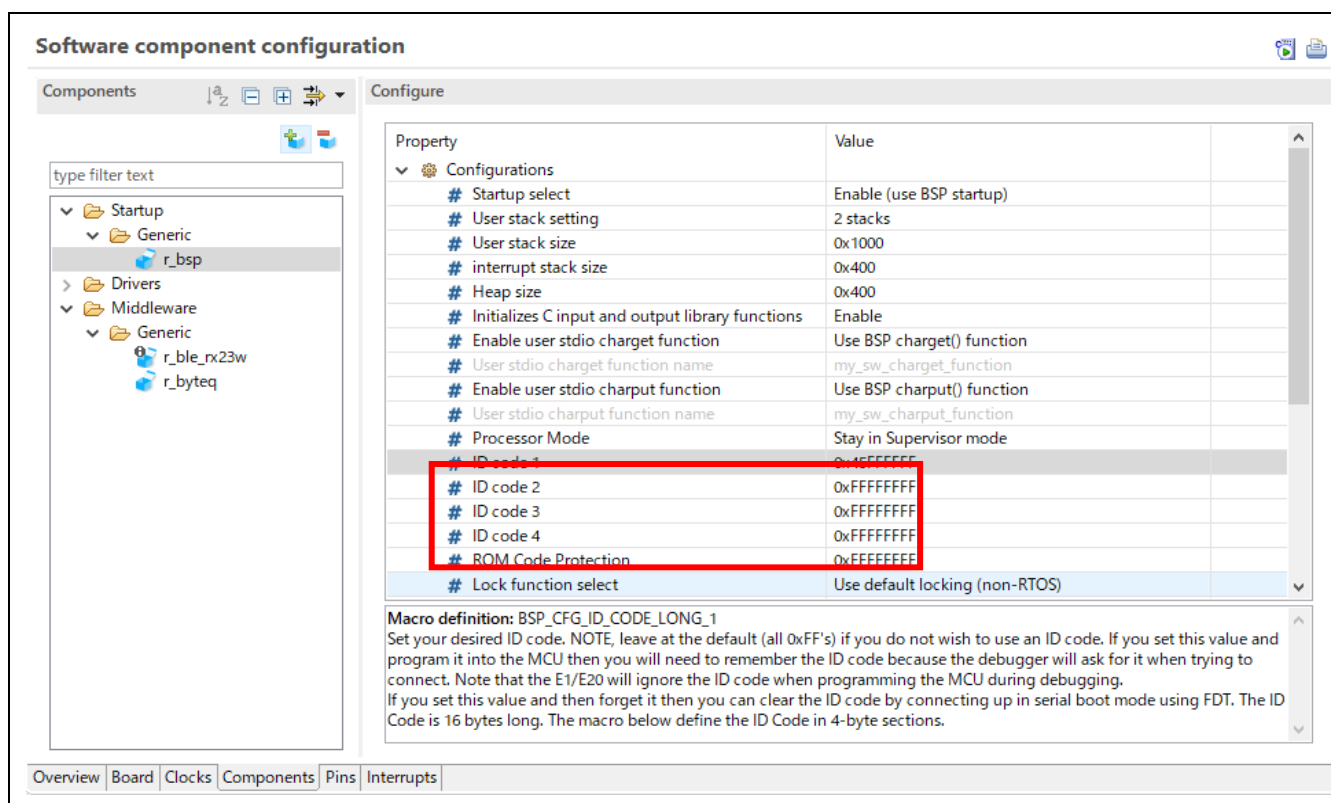 Software component configuration
Components
Configure
type filter text
Startup
Generic
r_bsp
Drivers
Middleware
Generic
r_ble_rx23w
r_byteq
Property Value
Configurations
# Startup select Enable (use BSP startup)
# User stack setting 2 stacks
# User stack size 0x1000
# interrupt stack size 0x400
# Heap size 0x400
# Initializes C input and output library functions Enable
# Enable user stdio charget function Use BSP charget() function
# User stdio charget function name my_sw_charget_function
# Enable user stdio charput function Use BSP charput() function
# User stdio charput function name my_sw_charput_function
# Processor Mode Stay in Supervisor mode
# ID code 1 0x45FFFFFF
# ID code 2 0xFFFFFFFF
# ID code 3 0xFFFFFFFF
# ID code 4 0xFFFFFFFF
# ROM Code Protection 0xFFFFFFFF
# Lock function select Use default locking (non-RTOS)
Macro definition: BSP_CFG_ID_CODE_LONG_1
Set your desired ID code. NOTE, leave at the default (all 0xFF's) if you do not wish to use an ID code. If you set this value and
program it into the MCU then you will need to remember the ID code because the debugger will ask for it when trying to
connect. Note that the E1/E20 will ignore the ID code when programming the MCU during debugging.
If you set this value and then forget it then you can clear the ID code by connecting up in serial boot mode using FDT. The ID
Code is 16 bytes long. The macro below define the ID Code in 4-byte sections.
Overview Board Clocks Components Pins Interrupts